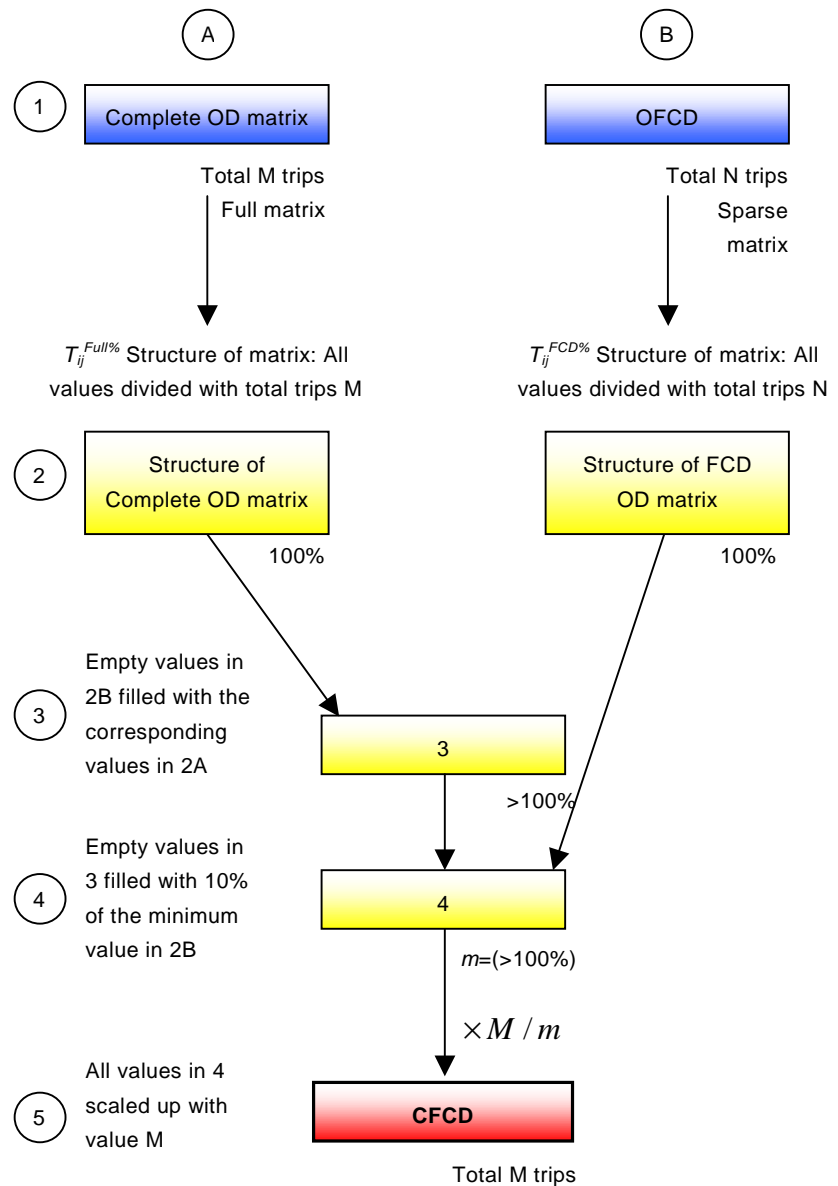 A
B
1
Complete OD matrix
OFCD
Total M trips
Full matrix
Total N trips
Sparse
matrix
T_ij^Full% Structure of matrix: All
values divided with total trips M
T_ij^FCD% Structure of matrix: All
values divided with total trips N
2
Structure of
Complete OD matrix
Structure of FCD
OD matrix
100%
100%
3
Empty values in
2B filled with the
corresponding
values in 2A
3
>100%
4
Empty values in
3 filled with 10%
of the minimum
value in 2B
4
m=(>100%)
×M / m
5
All values in 4
scaled up with
value M
CFCD
Total M trips